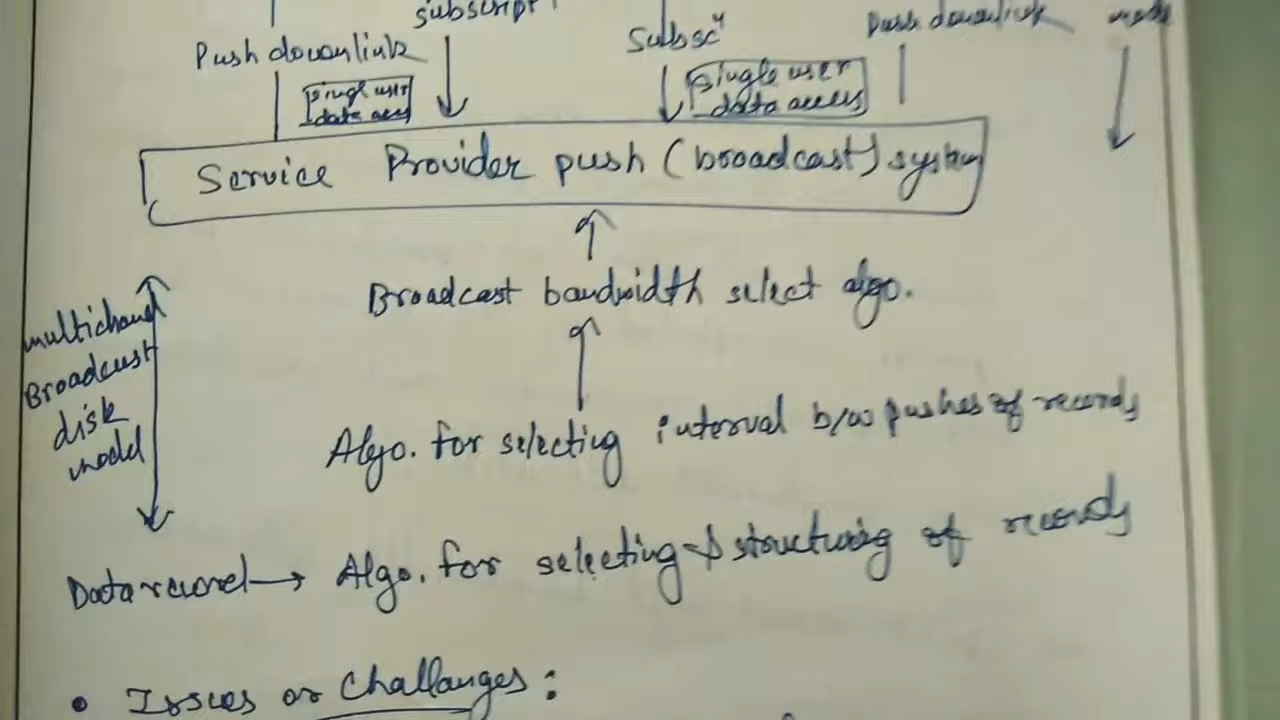 subscript
Push downlink
Subscⁿ
Push downlink
single user
data access
single user
data access
Service Provider push (broadcast) system
Broadcast bandwidth select algo.
multichannel
Broadcast
disk
model
Algo. for selecting interval b/w pushes of records
Data record → Algo. for selecting & structuring of records
• Issues or Challanges :